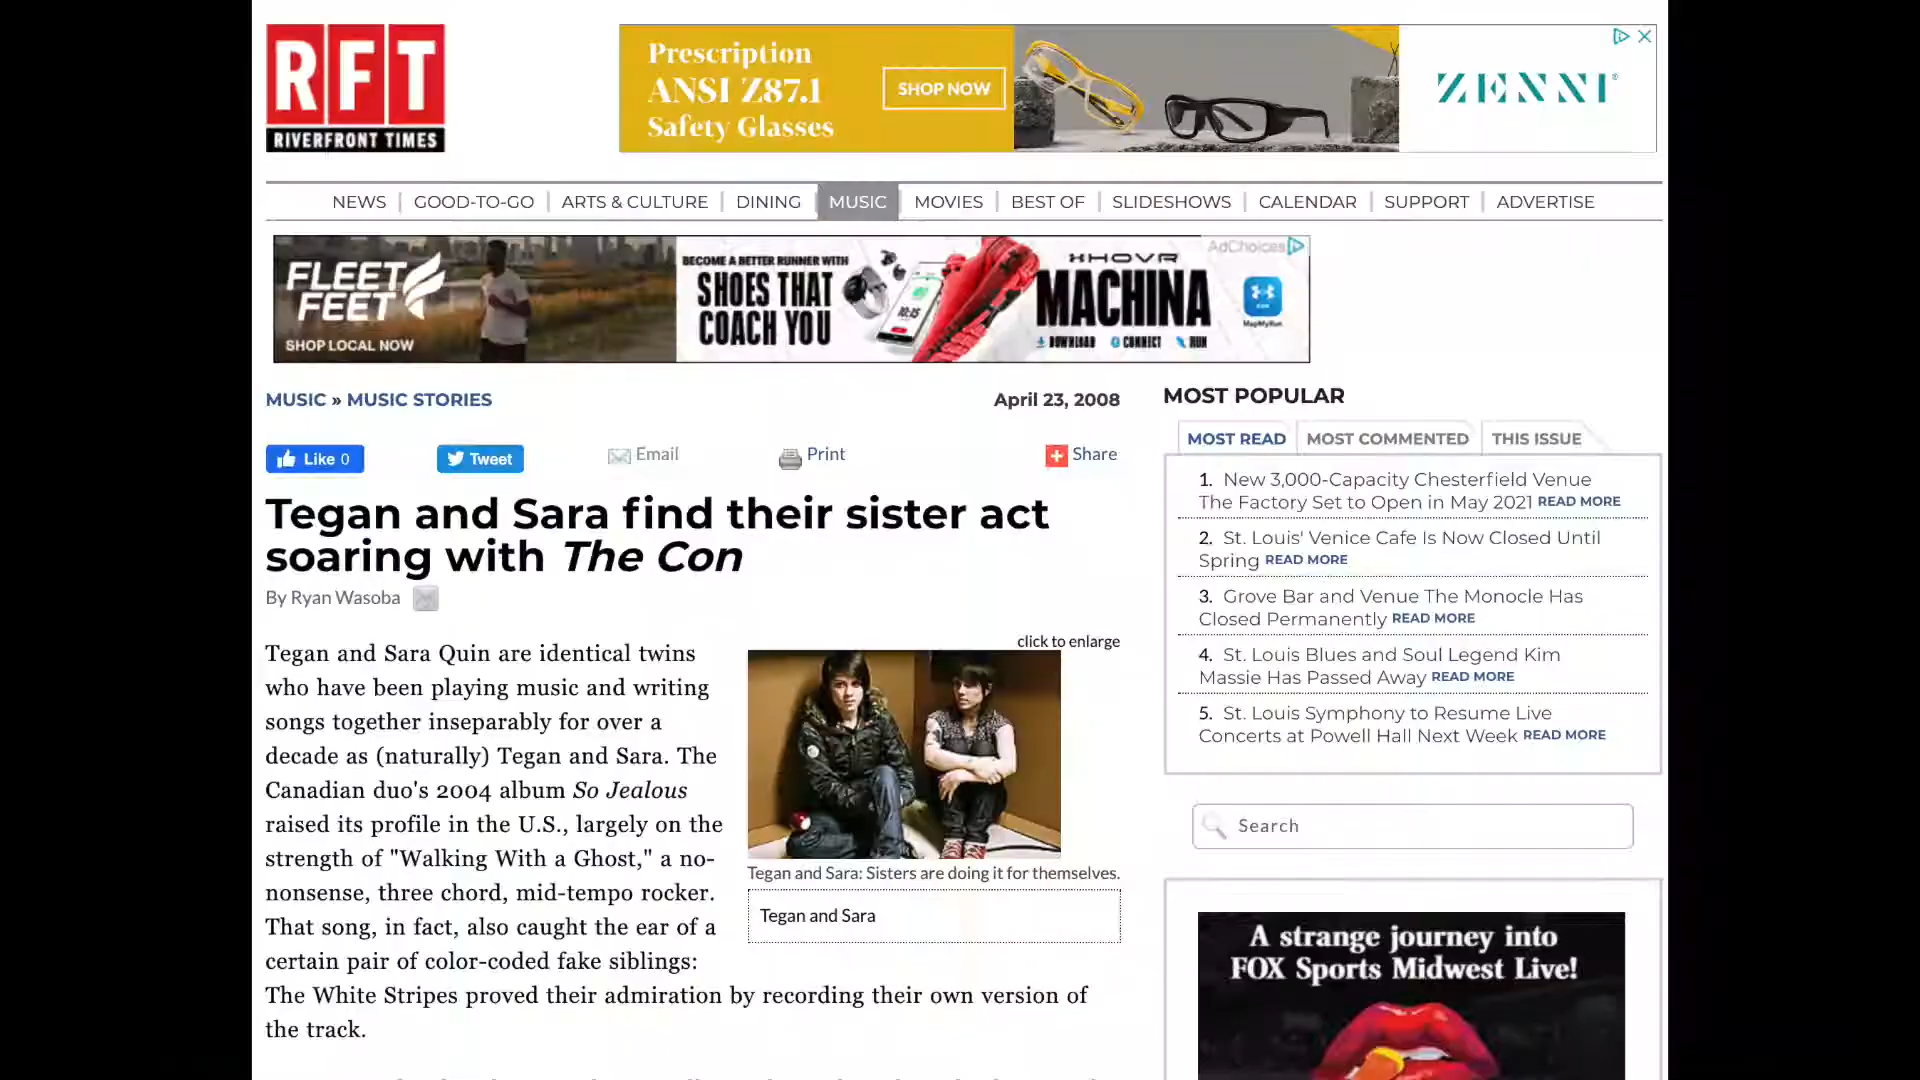 RFT
RIVERFRONT TIMES
Prescription
ANSI Z87.1
Safety Glasses
SHOP NOW
ZENNI®
NEWS
GOOD-TO-GO
ARTS & CULTURE
DINING
MUSIC
MOVIES
BEST OF
SLIDESHOWS
CALENDAR
SUPPORT
ADVERTISE
FLEET
FEET
SHOP LOCAL NOW
BECOME A BETTER RUNNER WITH
SHOES THAT
COACH YOU
10:15
HOVR
MACHINA
DOWNLOAD CONNECT RUN
MapMyRun
AdChoices
MUSIC » MUSIC STORIES
April 23, 2008
Like 0
Tweet
Email
Print
Share
Tegan and Sara find their sister act
soaring with The Con
By Ryan Wasoba
click to enlarge
Tegan and Sara Quin are identical twins
who have been playing music and writing
songs together inseparably for over a
decade as (naturally) Tegan and Sara. The
Canadian duo's 2004 album So Jealous
raised its profile in the U.S., largely on the
strength of "Walking With a Ghost," a no-
nonsense, three chord, mid-tempo rocker.
That song, in fact, also caught the ear of a
certain pair of color-coded fake siblings:
The White Stripes proved their admiration by recording their own version of
the track.
Tegan and Sara: Sisters are doing it for themselves.
Tegan and Sara
MOST POPULAR
MOST READ
MOST COMMENTED
THIS ISSUE
1. New 3,000-Capacity Chesterfield Venue
The Factory Set to Open in May 2021 READ MORE
2. St. Louis' Venice Cafe Is Now Closed Until
Spring READ MORE
3. Grove Bar and Venue The Monocle Has
Closed Permanently READ MORE
4. St. Louis Blues and Soul Legend Kim
Massie Has Passed Away READ MORE
5. St. Louis Symphony to Resume Live
Concerts at Powell Hall Next Week READ MORE
Search
A strange journey into
FOX Sports Midwest Live!